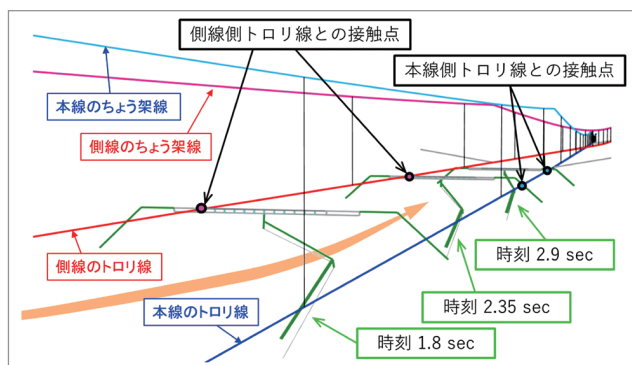 側線側トロリ線との接触点
本線側トロリ線との接触点
本線のちょう架線
側線のちょう架線
側線のトロリ線
本線のトロリ線
時刻 2.9 sec
時刻 2.35 sec
時刻 1.8 sec